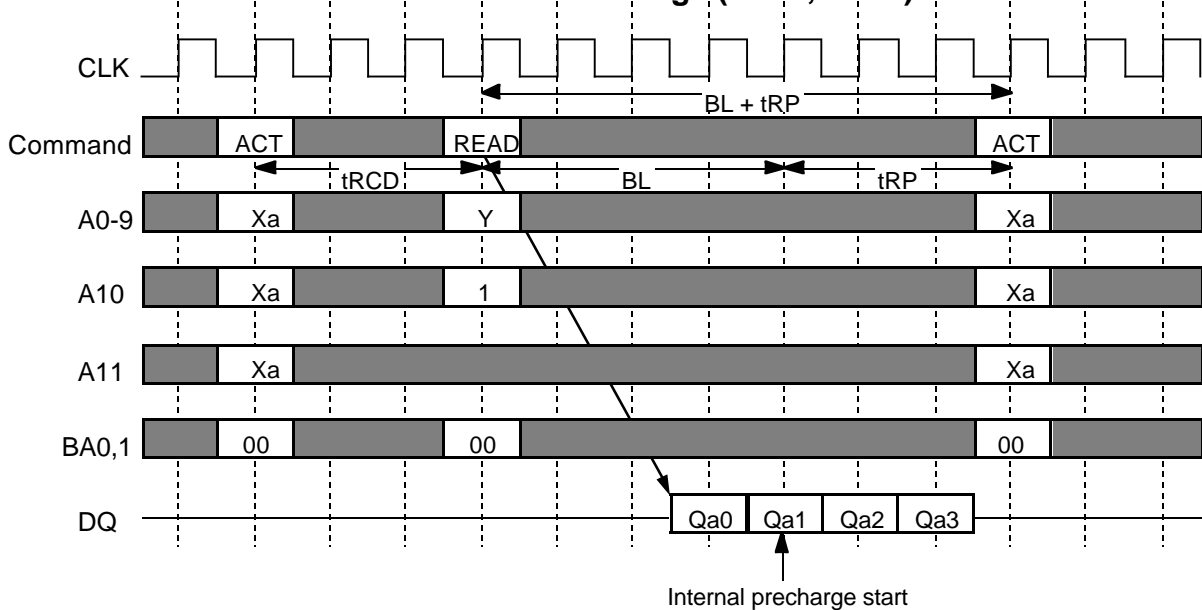 CLK
BL + tRP
Command ACT READ ACT
tRCD BL tRP
A0-9 Xa Y Xa
A10 Xa 1 Xa
A11 Xa Xa
BA0,1 00 00 00
DQ Qa0 Qa1 Qa2 Qa3
Internal precharge start